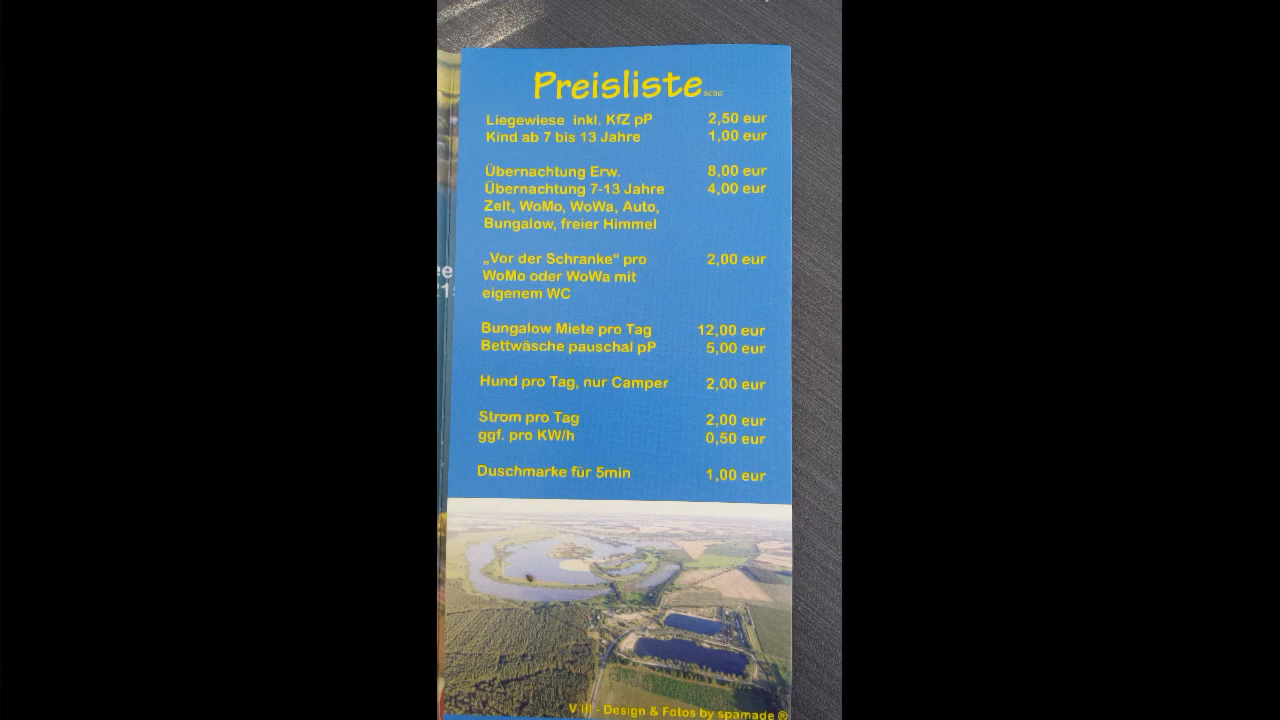 Preisliste 2020
Liegewiese inkl. KfZ pP 2,50 eur
Kind ab 7 bis 13 Jahre 1,00 eur
Übernachtung Erw. 8,00 eur
Übernachtung 7-13 Jahre 4,00 eur
Zelt, WoMo, WoWa, Auto,
Bungalow, freier Himmel
„Vor der Schranke“ pro 2,00 eur
WoMo oder WoWa mit
eigenem WC
Bungalow Miete pro Tag 12,00 eur
Bettwäsche pauschal pP 5,00 eur
Hund pro Tag, nur Camper 2,00 eur
Strom pro Tag 2,00 eur
ggf. pro KW/h 0,50 eur
Duschmarke für 5min 1,00 eur
- Design & Fotos by spamade ®